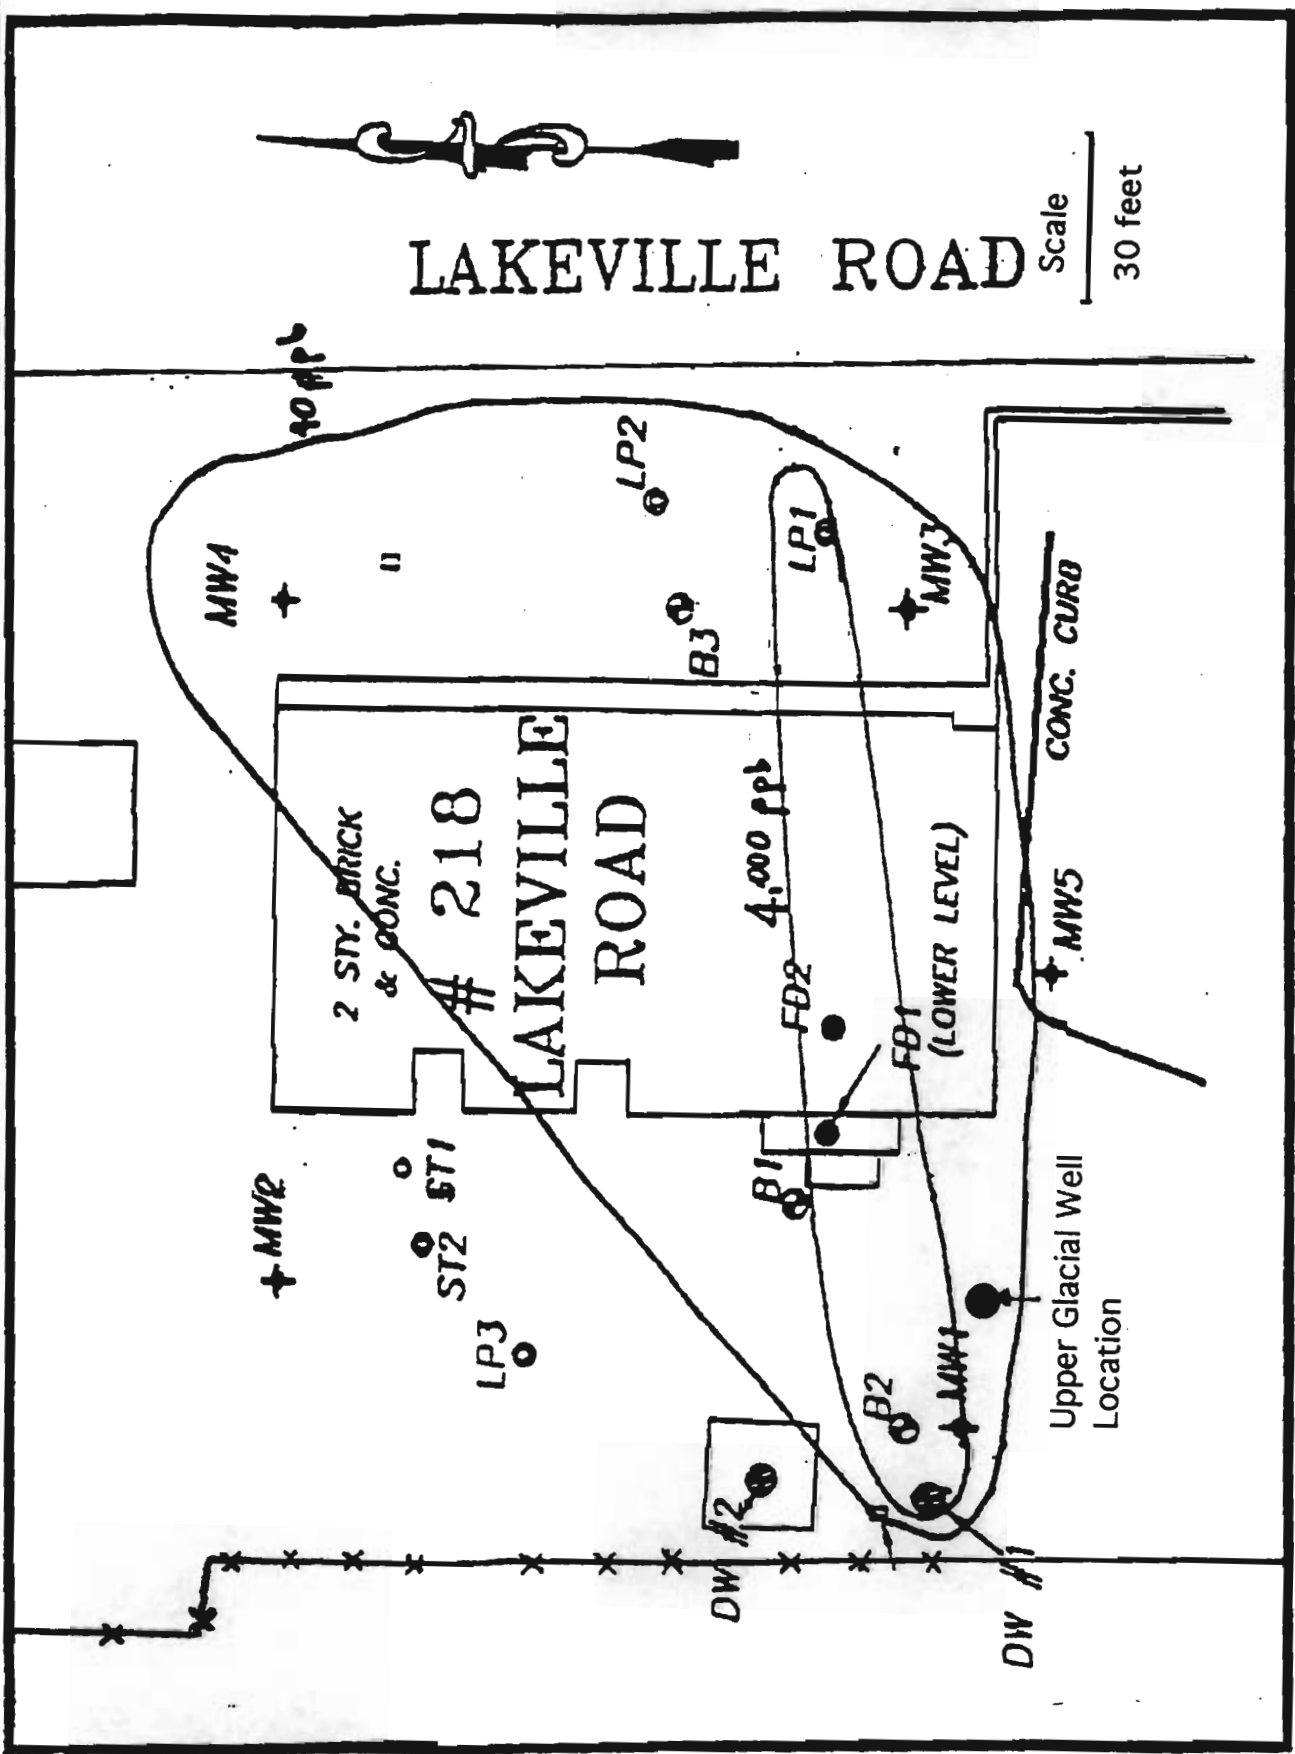 LAKEVILLE ROAD
Scale
30 feet
40 ppb
MW4
LP2
LP1
B3
MW3
CONC. CURB
2 STY. BRICK
& CONC.
# 218
LAKEVILLE
ROAD
4,000 ppb
FD2
FD1
(LOWER LEVEL)
MW5
MW2
ST1
ST2
LP3
B1
B2
MW1
Upper Glacial Well
Location
DW #2
DW #1